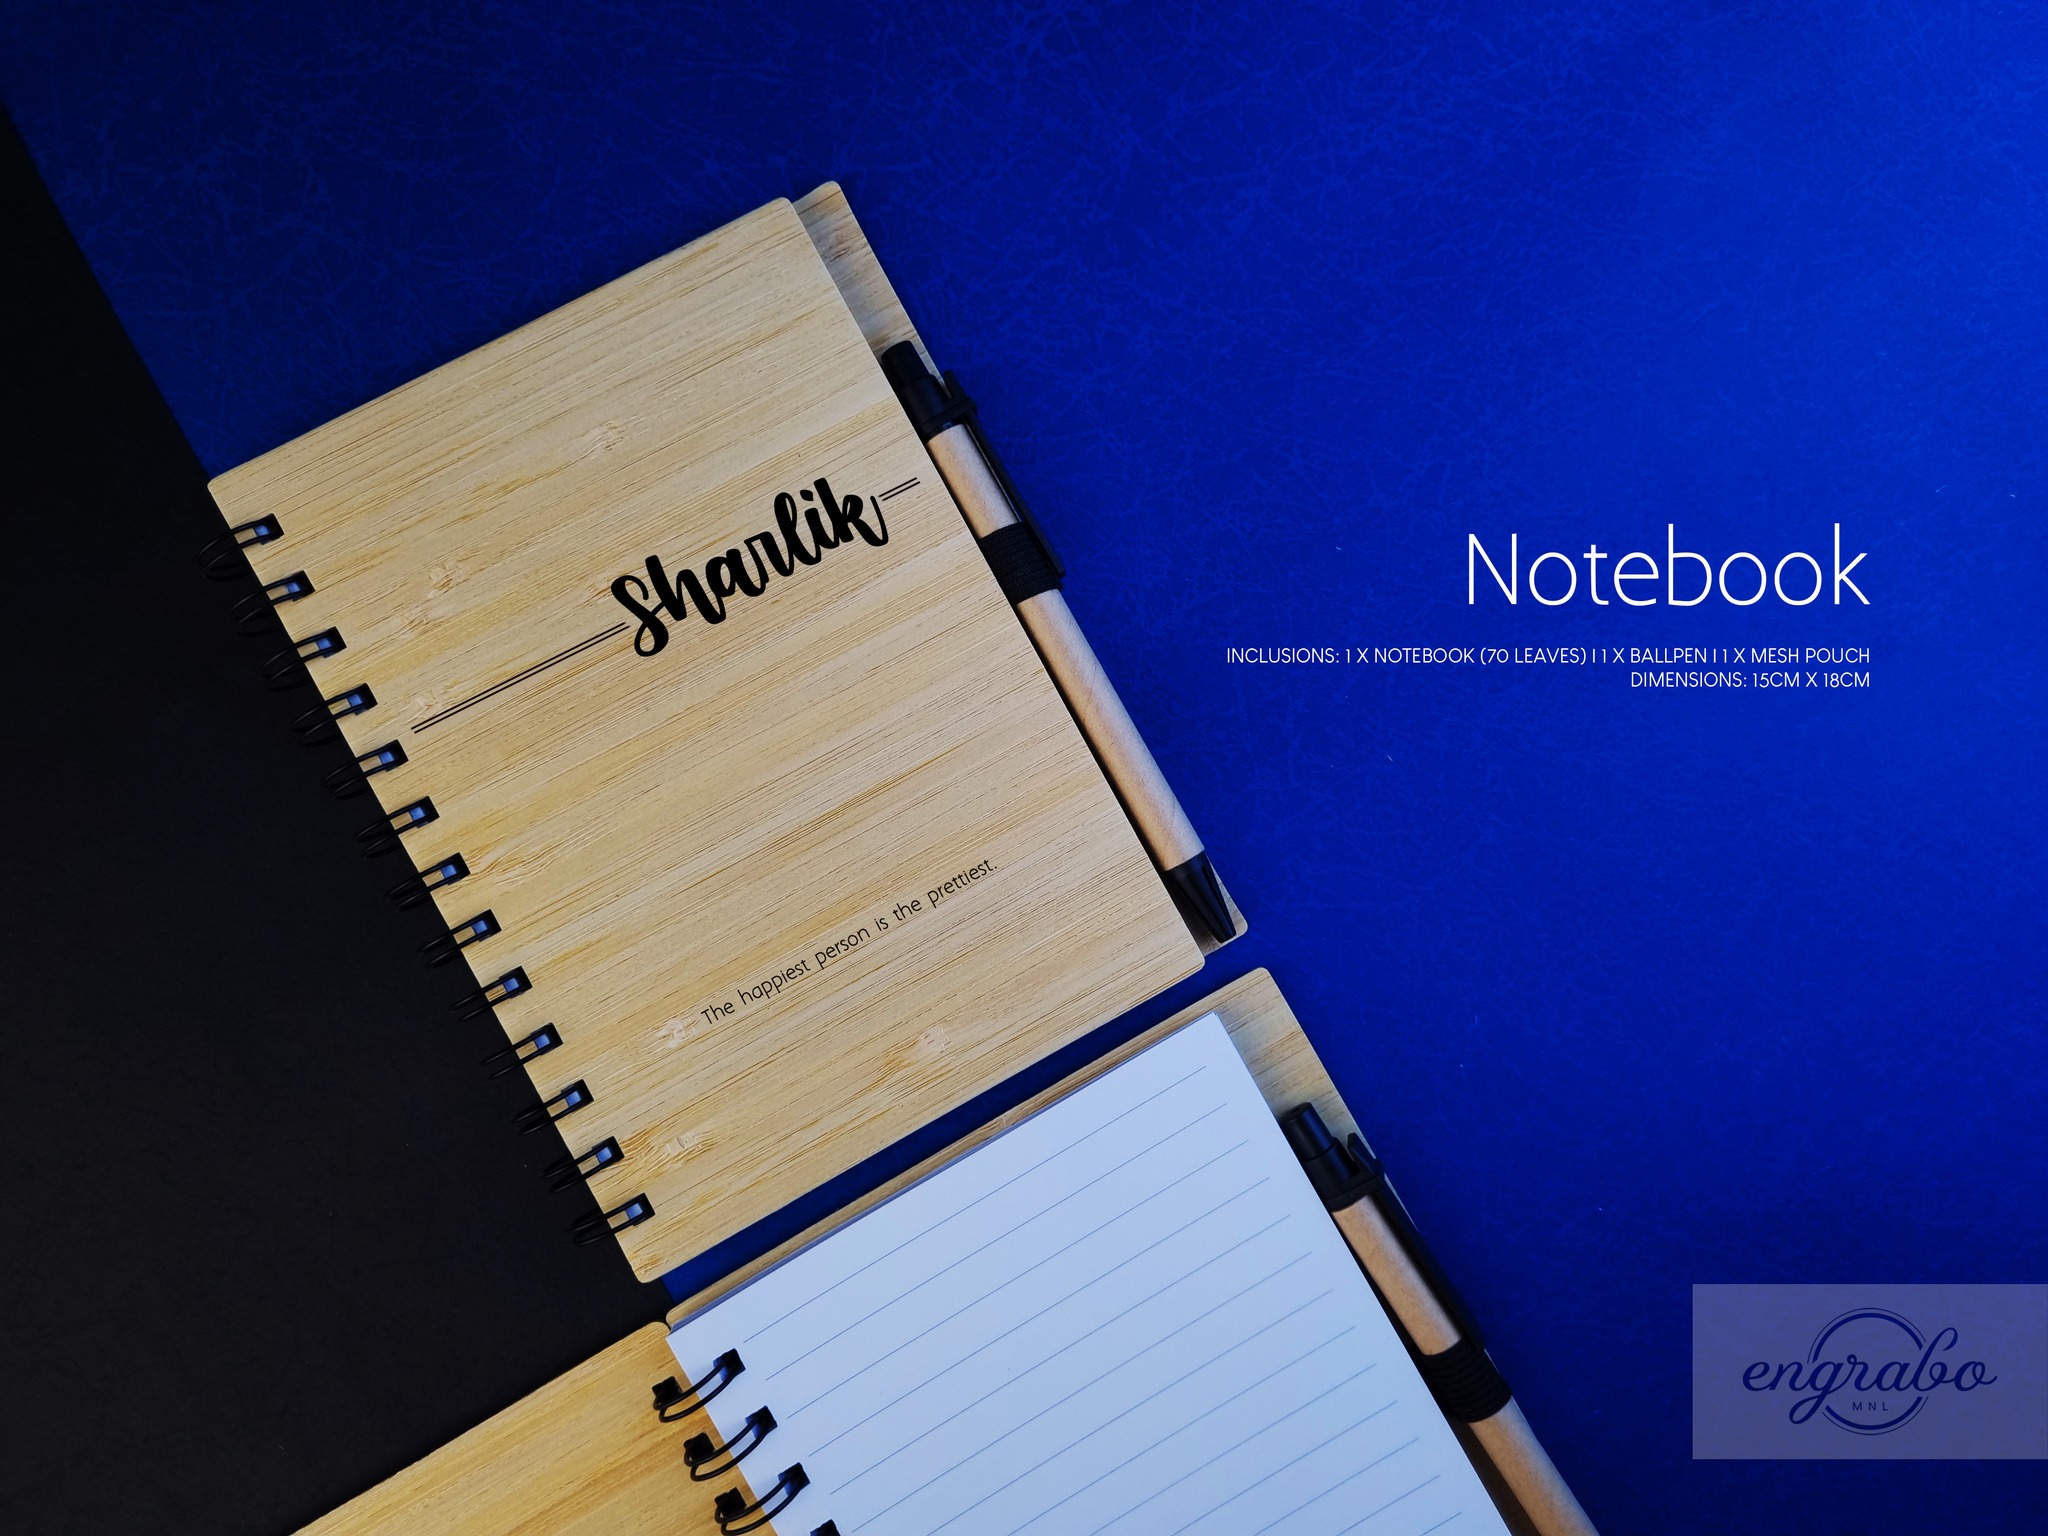 Sharlik
The happiest person is the prettiest.
Notebook
INCLUSIONS: 1 X NOTEBOOK (70 LEAVES) | 1 X BALLPEN | 1 X MESH POUCH
DIMENSIONS: 15CM X 18CM
engrabo
MNL